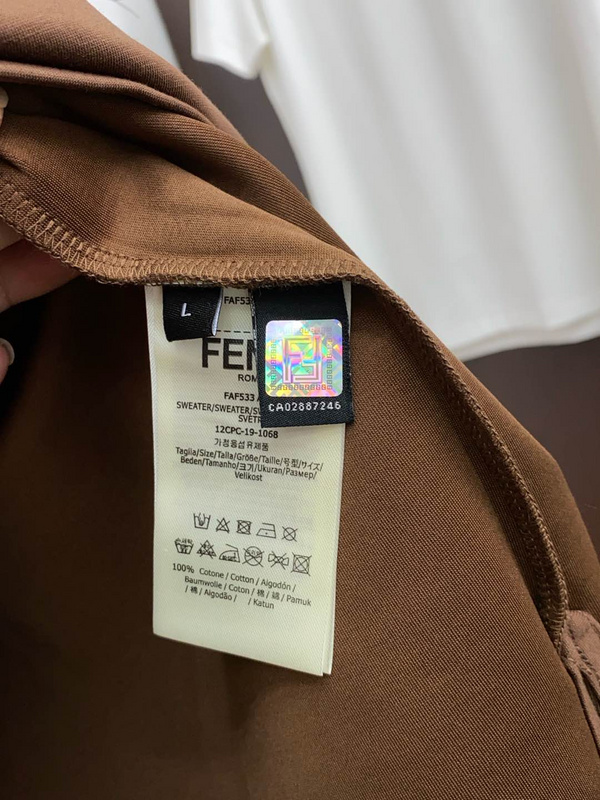 L
FAF53
FEN
ROM
FAF533
SWEATER/SWEATER/S
SVETR
12CPC-19-1068
가정용섬유제품
Taglia/Size/Talla/Größe/Taille/号型/サイズ/
Beden/Tamanho/크기/Ukuran/Размер/
Velikost
CA02887246
100% Cotone / Cotton / Algodón /
Baumwolle / Coton / 棉 / 綿 / Pamuk
/ 棉 / Algodão / / Katun